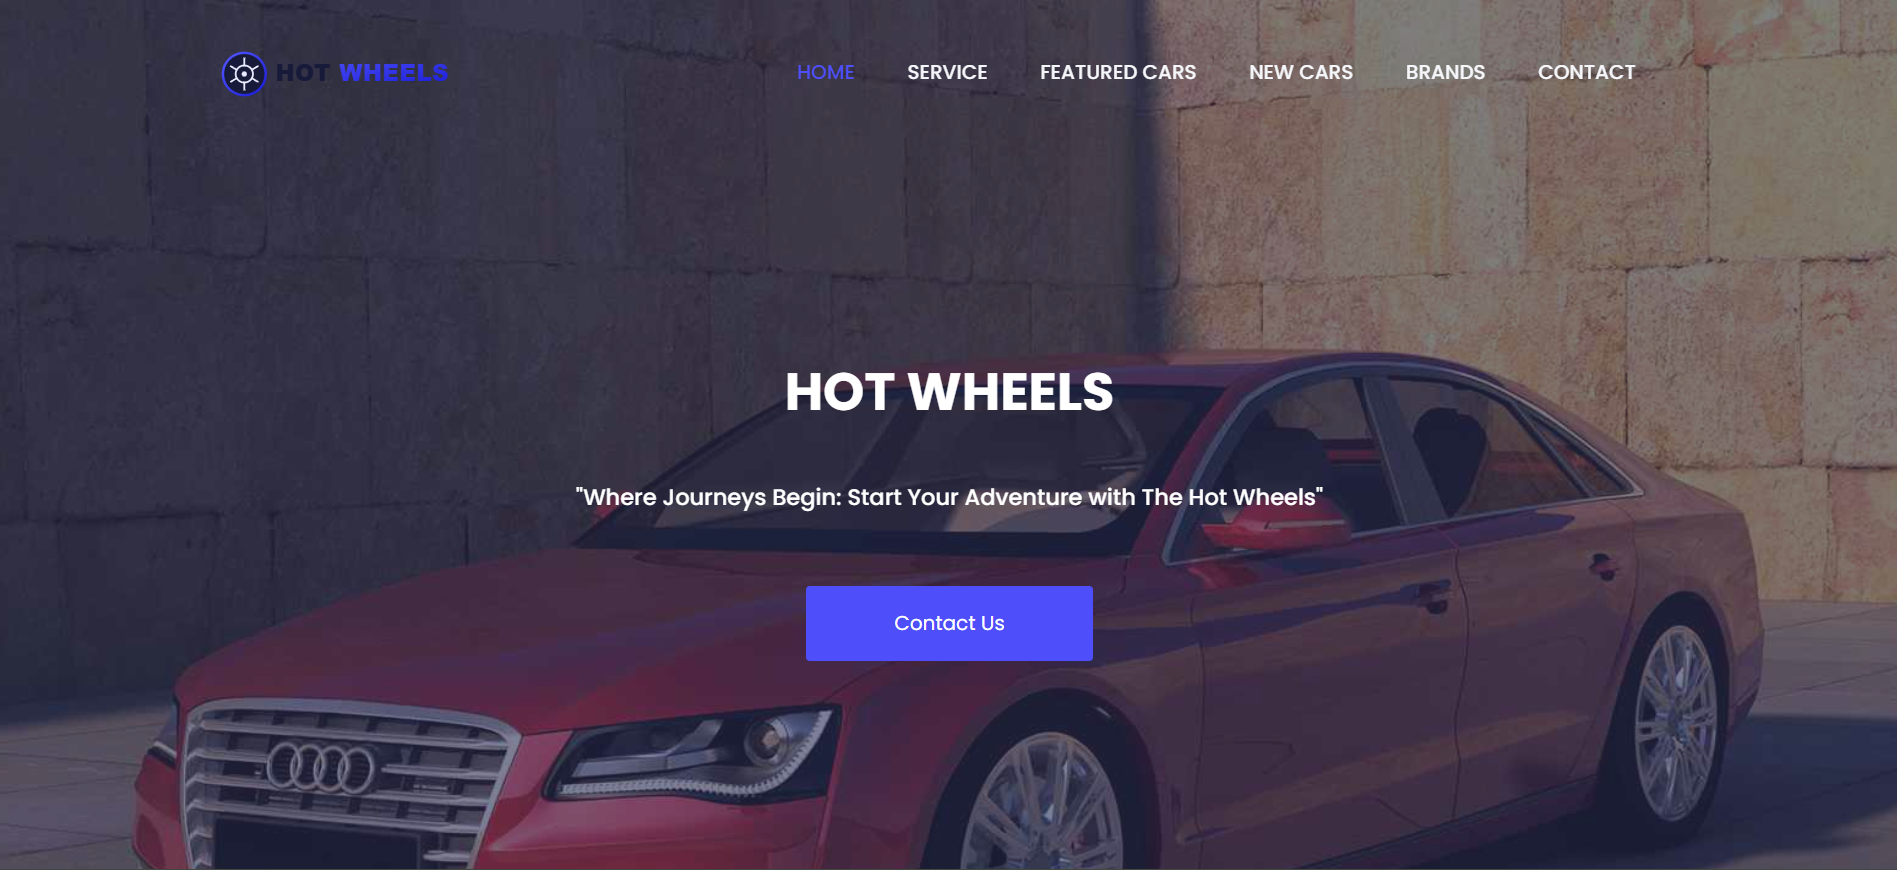 HOT WHEELS
HOME SERVICE FEATURED CARS NEW CARS BRANDS CONTACT
HOT WHEELS
"Where Journeys Begin: Start Your Adventure with The Hot Wheels"
Contact Us